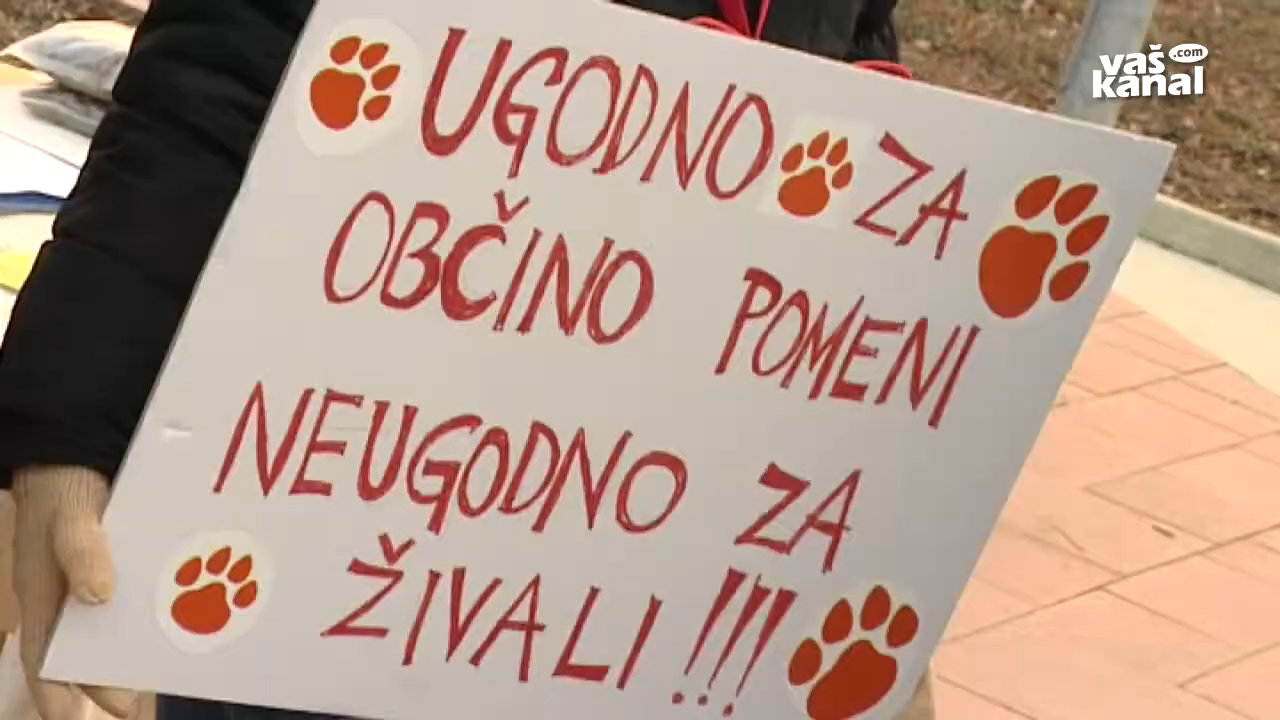 vaš .com
kanal
UGODNO ZA
OBČINO POMENI
NEUGODNO ZA
ŽIVALI !!!